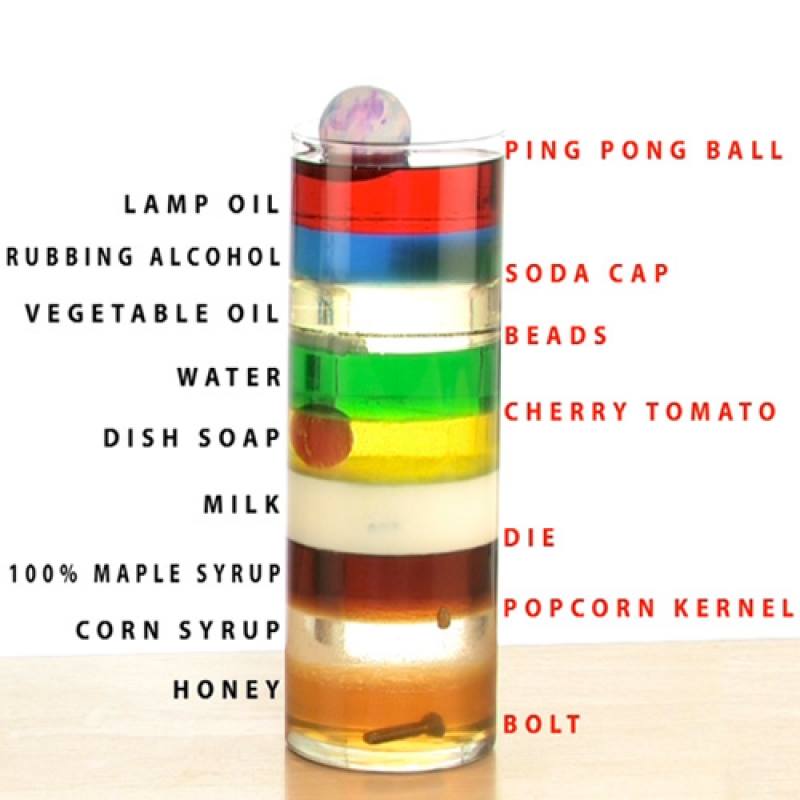 PING PONG BALL
LAMP OIL
RUBBING ALCOHOL
SODA CAP
VEGETABLE OIL
BEADS
WATER
CHERRY TOMATO
DISH SOAP
MILK
DIE
100% MAPLE SYRUP
POPCORN KERNEL
CORN SYRUP
HONEY
BOLT